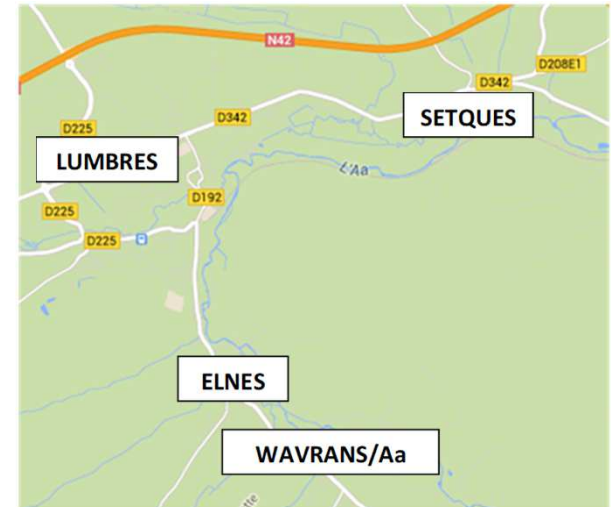 N42
D208E1
D342
SETQUES
D342
D225
LUMBRES
L'Aa
D192
D225
D225
ELNES
WAVRANS/Aa